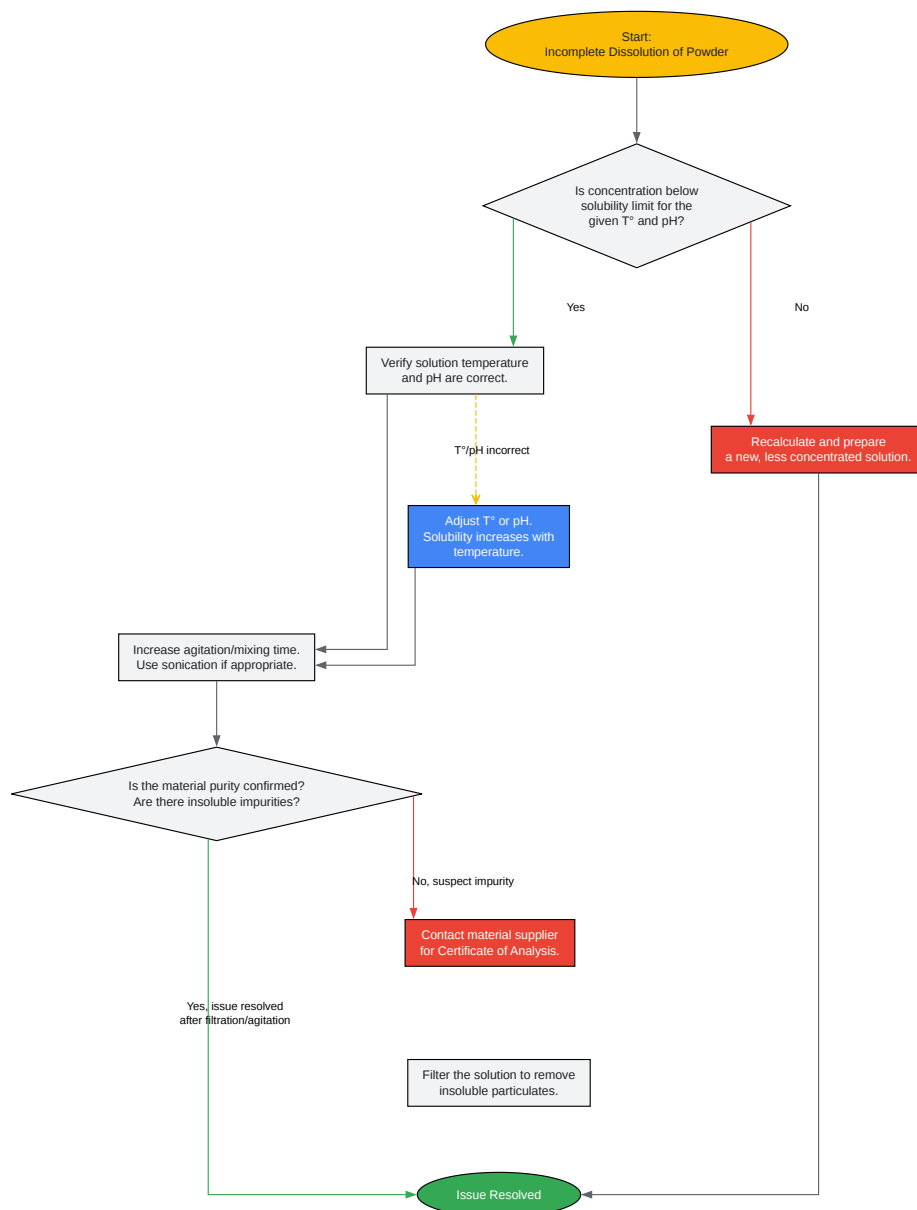 Start:
Incomplete Dissolution of Powder
Is concentration below
solubility limit for the
given T° and pH?
Yes
No
Verify solution temperature
and pH are correct.
T°/pH incorrect
Recalculate and prepare
a new, less concentrated solution.
Adjust T° or pH.
Solubility increases with
temperature.
Increase agitation/mixing time.
Use sonication if appropriate.
Is the material purity confirmed?
Are there insoluble impurities?
No, suspect impurity
Contact material supplier
for Certificate of Analysis.
Yes, issue resolved
after filtration/agitation
Filter the solution to remove
insoluble particulates.
Issue Resolved